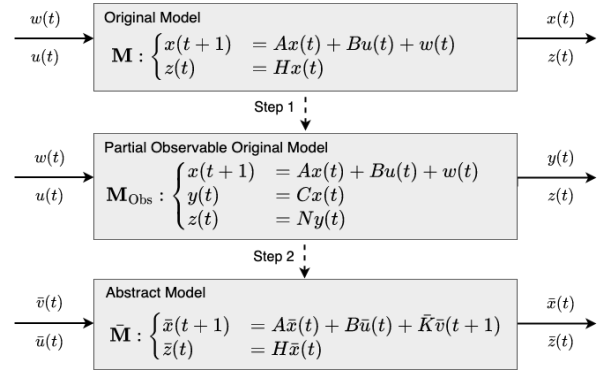 Original Model
w(t)
u(t)
M : { x(t+1) = Ax(t) + Bu(t) + w(t)
z(t) = Hx(t)
x(t)
z(t)
Step 1
Partial Observable Original Model
w(t)
u(t)
M_Obs : { x(t+1) = Ax(t) + Bu(t) + w(t)
y(t) = Cx(t)
z(t) = Ny(t)
y(t)
z(t)
Step 2
Abstract Model
v̄(t)
ū(t)
M̄ : { x̄(t+1) = Ax̄(t) + Bū(t) + K̄v̄(t+1)
z̄(t) = Hx̄(t)
x̄(t)
z̄(t)